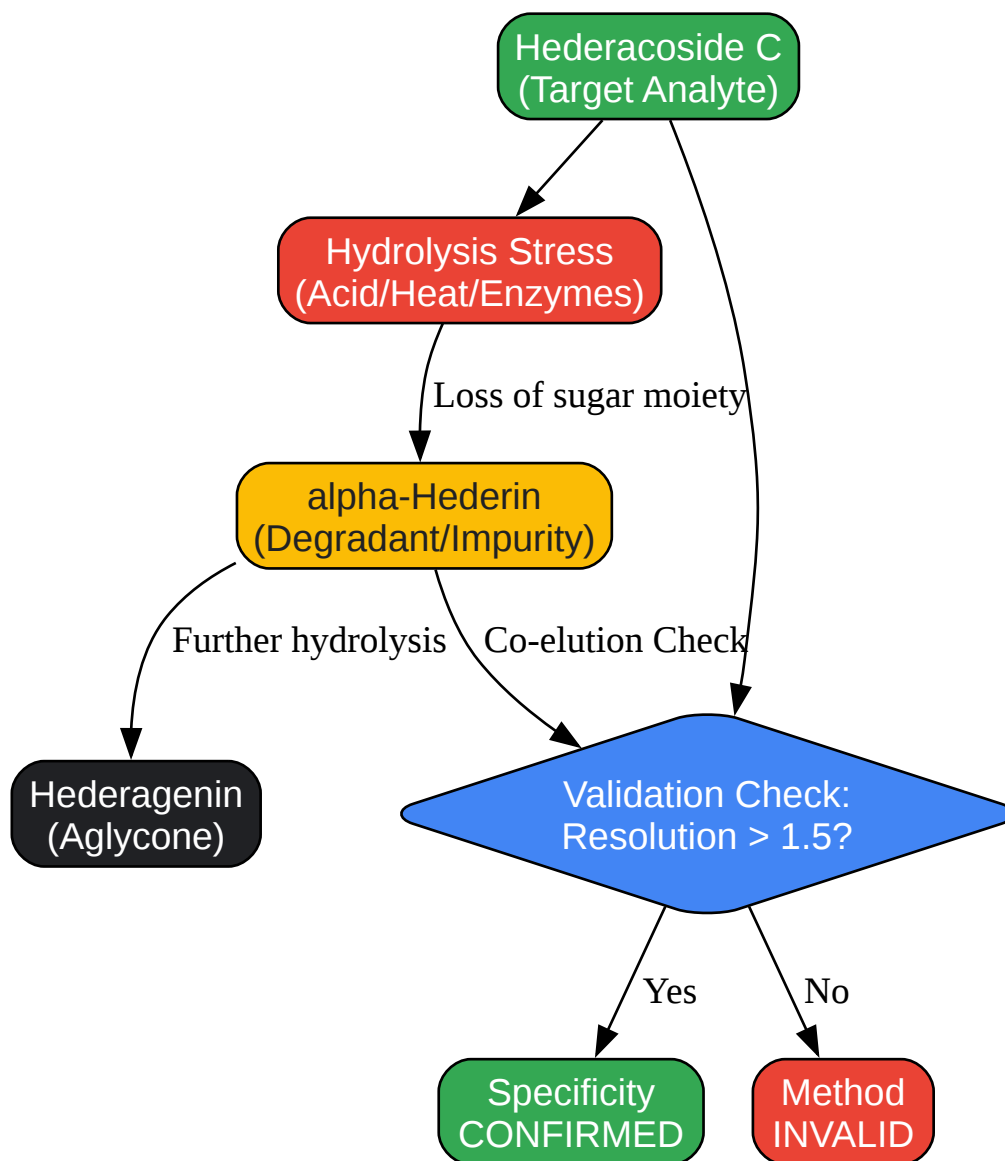 Hederacoside C
(Target Analyte)
Hydrolysis Stress
(Acid/Heat/Enzymes)
Loss of sugar moiety
alpha-Hederin
(Degradant/Impurity)
Further hydrolysis
Co-elution Check
Hederagenin
(Aglycone)
Validation Check:
Resolution > 1.5?
Yes
No
Specificity
CONFIRMED
Method
INVALID